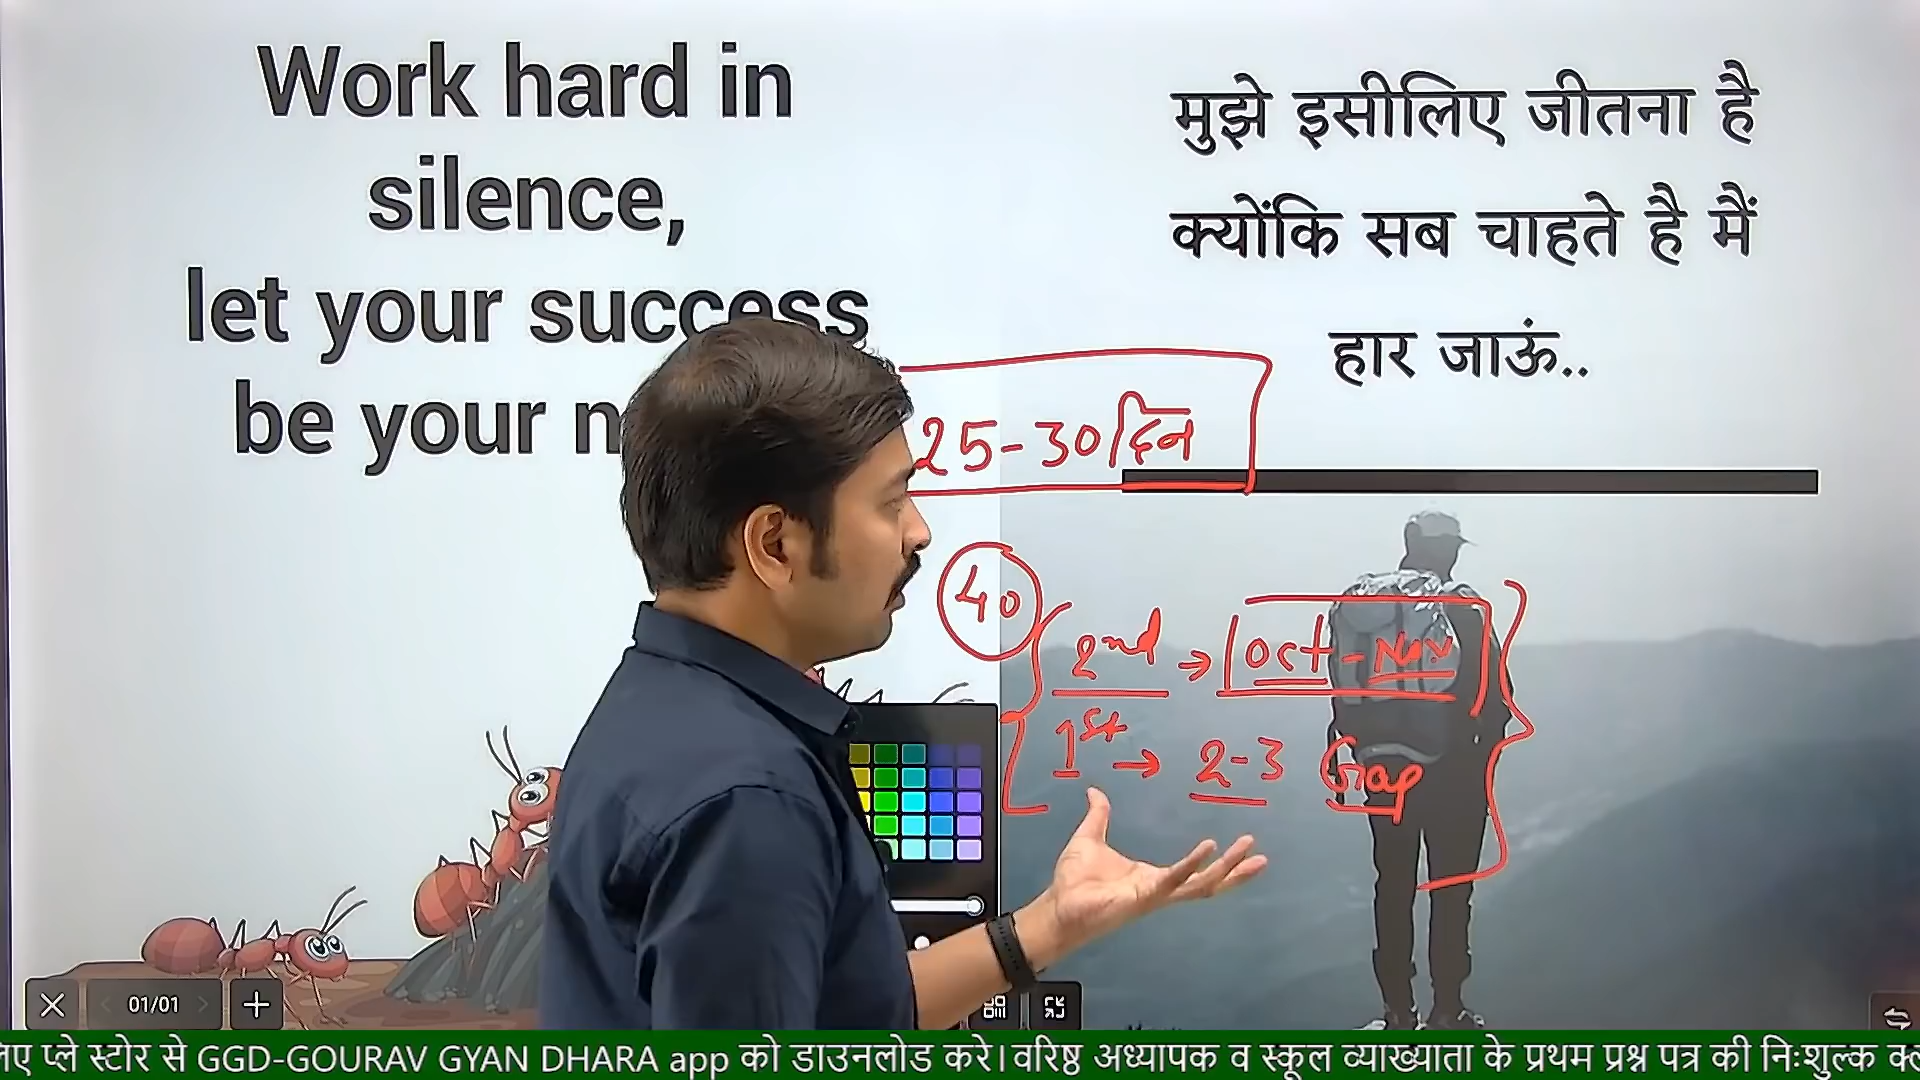 Work hard in
silence,
let your success
be your
मुझे इसीलिए जीतना है
क्योंकि सब चाहते है मैं
हार जाऊं..
25-30 दिन
40
2nd → Oct - Nov
1st → 2-3 Gap
01/01
प्ले स्टोर से GGD-GOURAV GYAN DHARA app को डाउनलोड करे। वरिष्ठ अध्यापक व स्कूल व्याख्याता के प्रथम प्रश्न पत्र की निःशुल्क